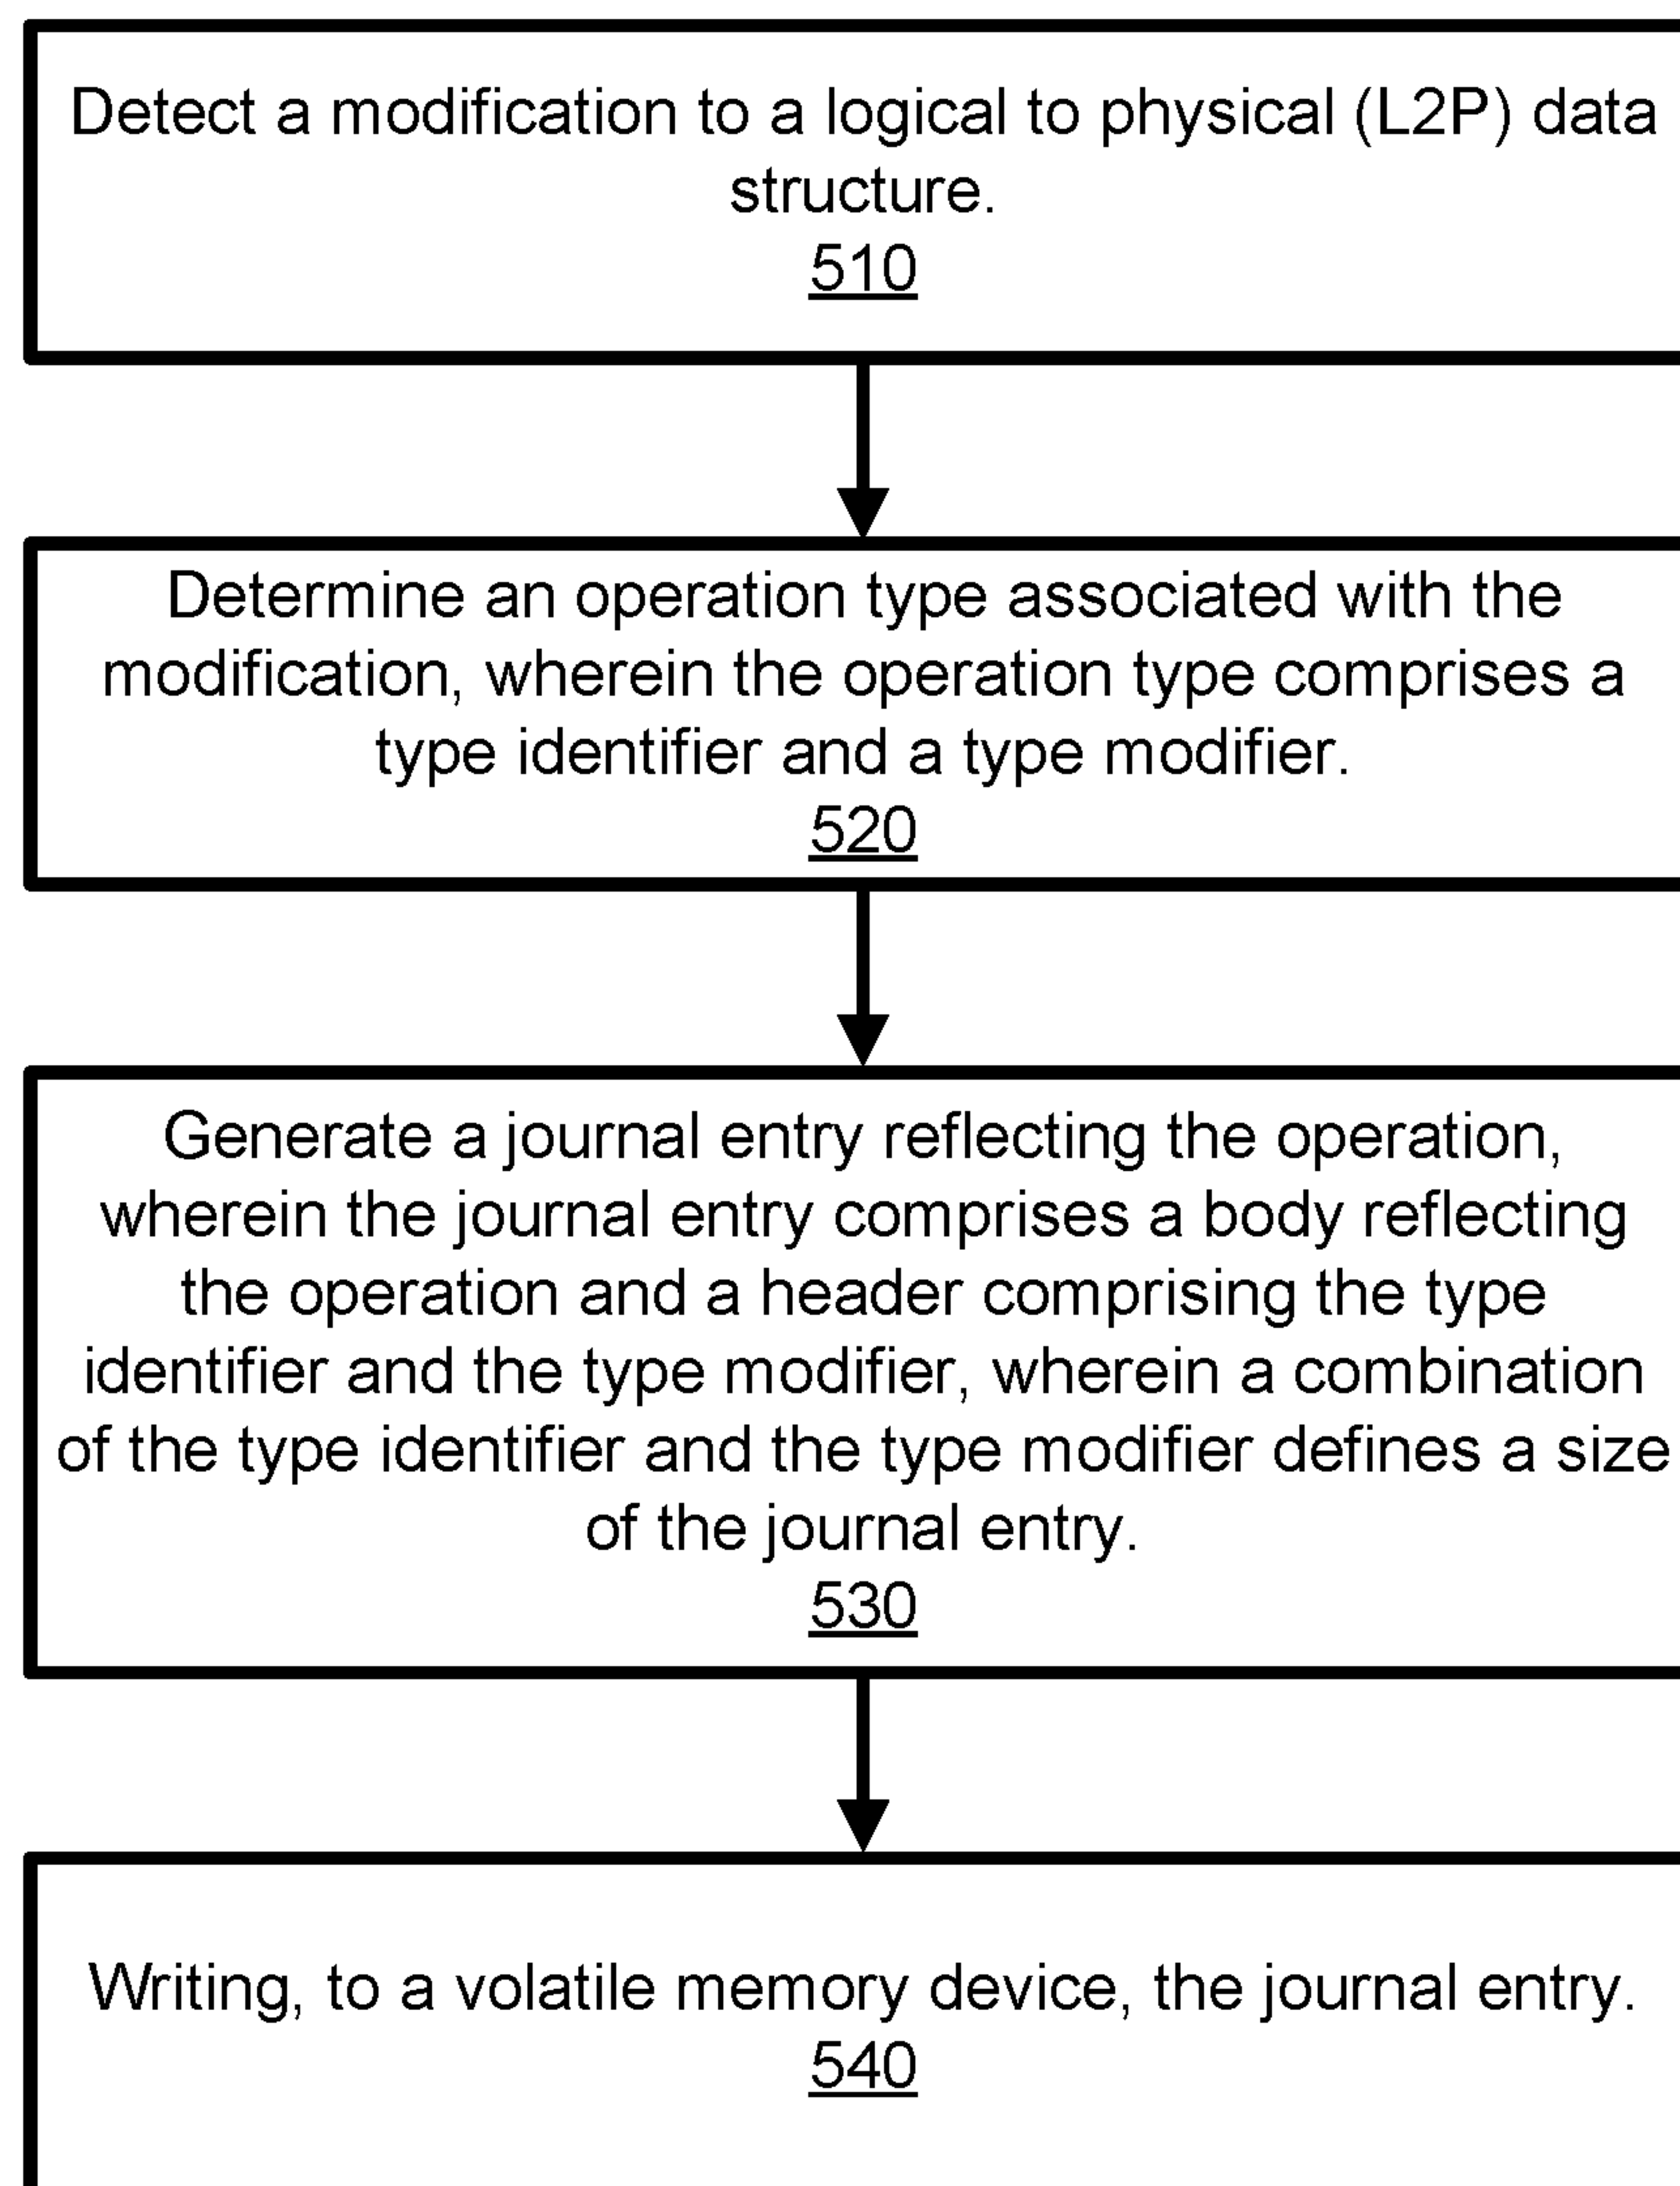 Detect a modification to a logical to physical (L2P) data
structure.
510
Determine an operation type associated with the
modification, wherein the operation type comprises a
type identifier and a type modifier.
520
Generate a journal entry reflecting the operation,
wherein the journal entry comprises a body reflecting
the operation and a header comprising the type
identifier and the type modifier, wherein a combination
of the type identifier and the type modifier defines a size
of the journal entry.
530
Writing, to a volatile memory device, the journal entry.
540